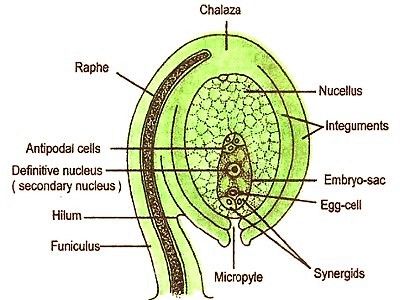 Chalaza
Raphe
Nucellus
Integuments
Antipodal cells
Definitive nucleus
( secondary nucleus )
Embryo-sac
Egg-cell
Hilum
Funiculus
Micropyle
Synergids